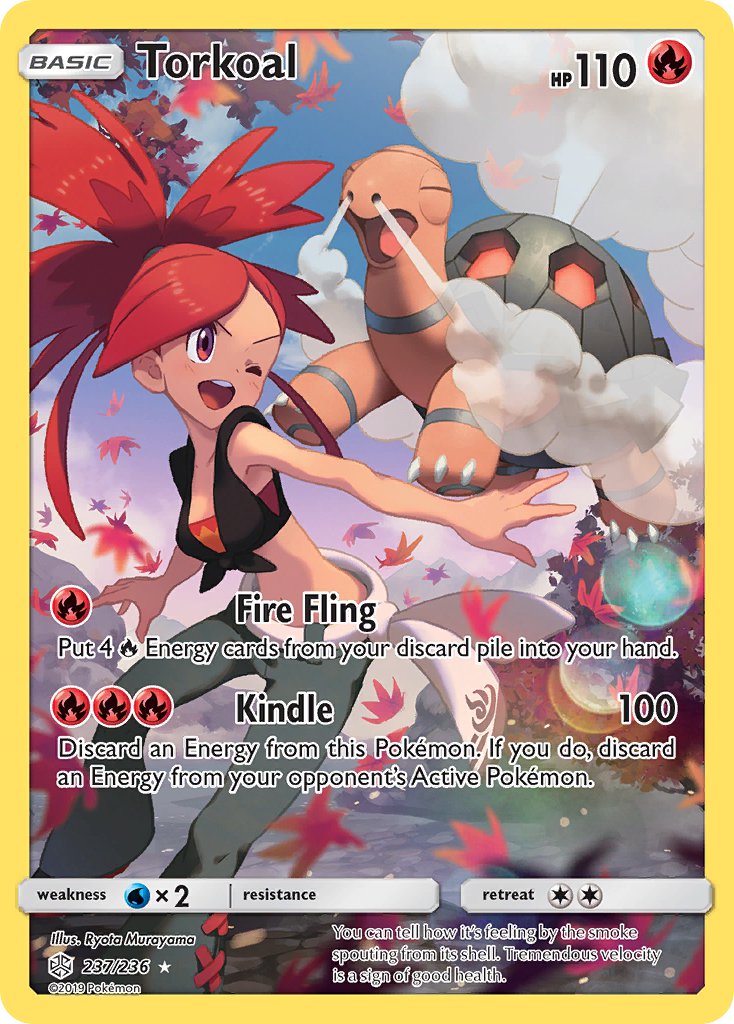 BASIC Torkoal HP 110
Fire Fling
Put 4 Energy cards from your discard pile into your hand.
Kindle 100
Discard an Energy from this Pokémon. If you do, discard
an Energy from your opponent's Active Pokémon.
weakness × 2 resistance retreat
Illus. Ryota Murayama
237/236
©2019 Pokémon
You can tell how it's feeling by the smoke
spouting from its shell. Tremendous velocity
is a sign of good health.